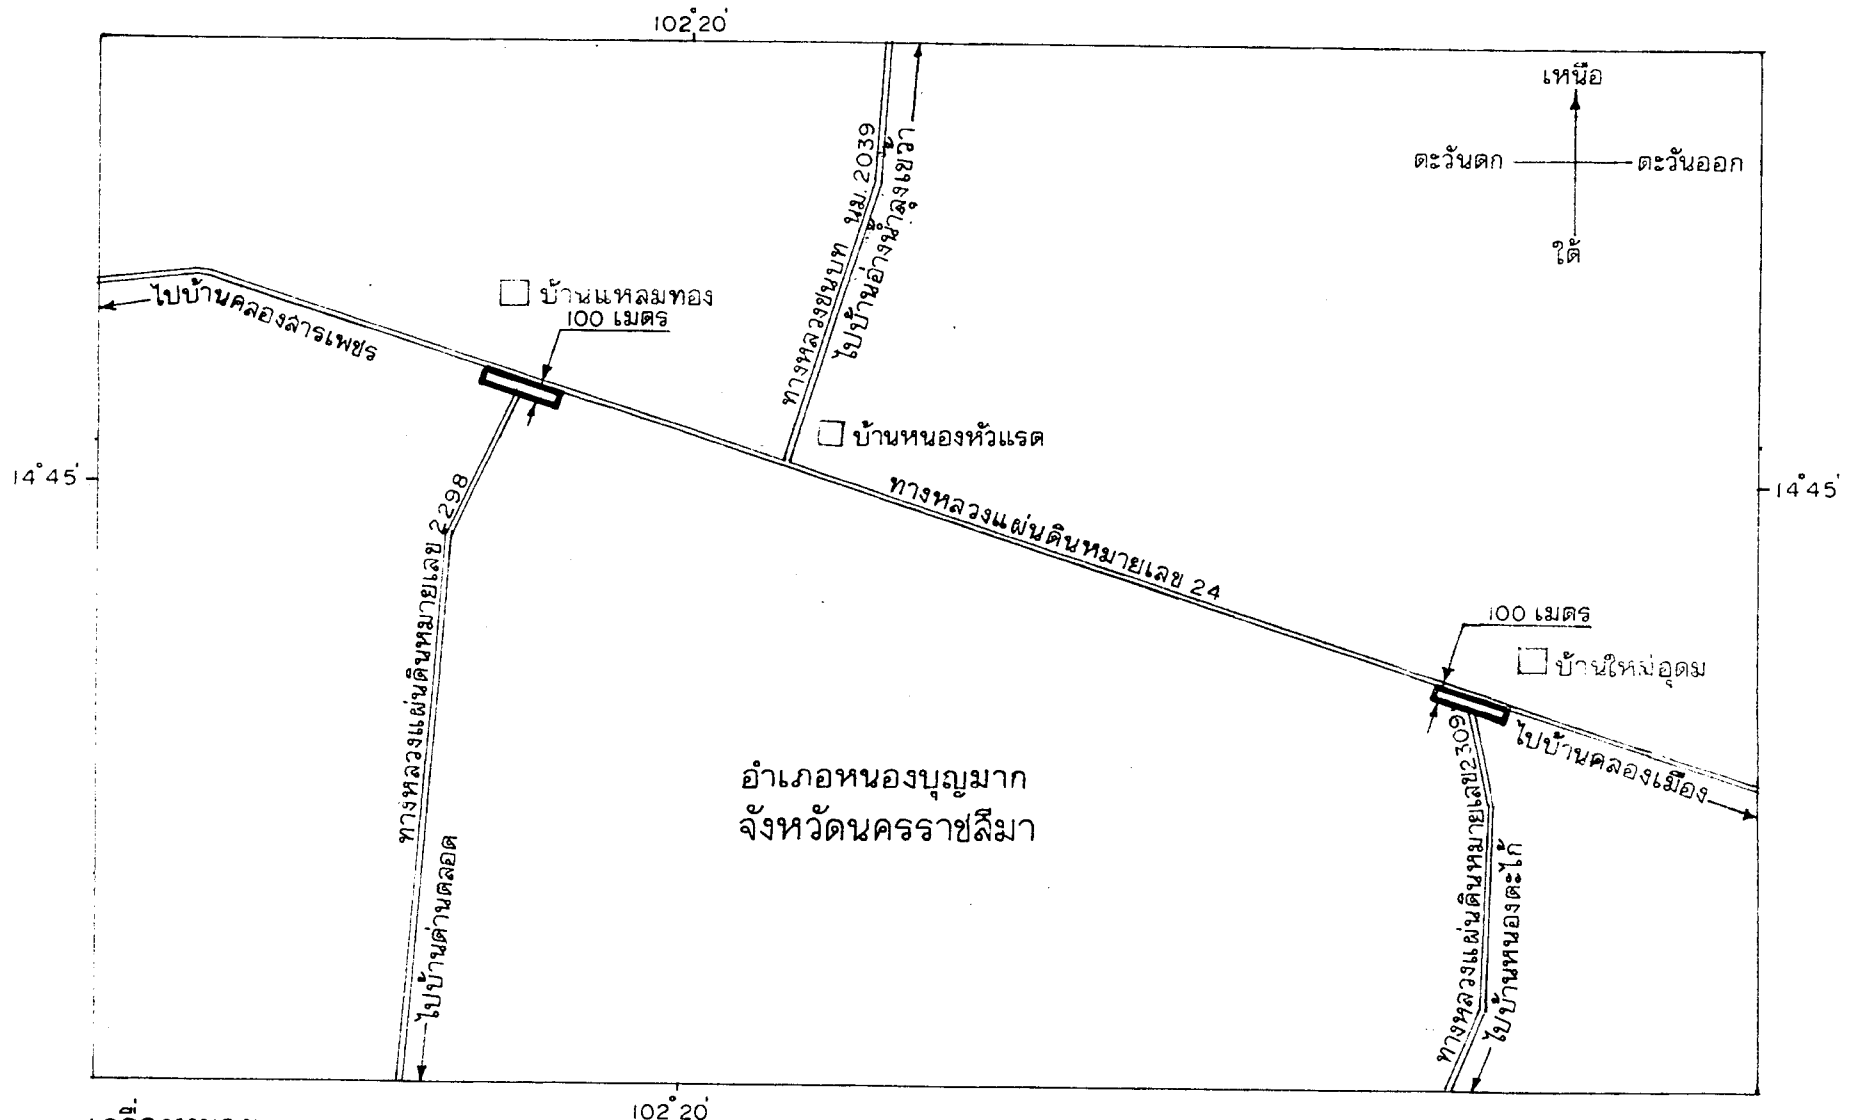 102°20'
เหนือ
ตะวันตก
ตะวันออก
ใต้
ทางหลวงชนบท นม.2039
ไปบ้านอ่างน้ำลุงเขว้า
ไปบ้านคลองสารเพชร
บ้านแหลมทอง
100 เมตร
บ้านหนองหัวแรต
14°45'
14°45'
ทางหลวงแผ่นดินหมายเลข 24
ทางหลวงแผ่นดินหมายเลข 2298
100 เมตร
บ้านใหม่อุดม
ไปบ้านคลองเมือง
อำเภอหนองบุญมาก
จังหวัดนครราชสีมา
ทางหลวงแผ่นดินหมายเลข 2309
ไปบ้านด่านตลอด
ไปบ้านหนองตะไก้
102°20'